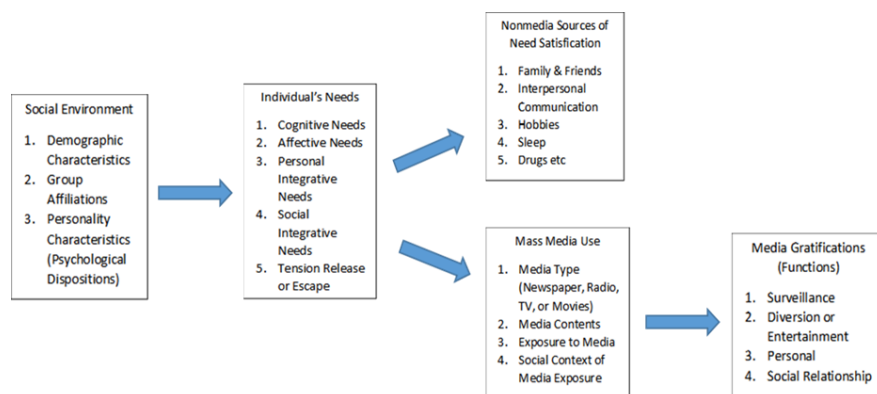 Social Environment
1. Demographic
Characteristics
2. Group
Affiliations
3. Personality
Characteristics
(Psychological
Dispositions)
Individual's Needs
1. Cognitive Needs
2. Affective Needs
3. Personal
Integrative
Needs
4. Social
Integrative
Needs
5. Tension Release
or Escape
Nonmedia Sources of
Need Satisfication
1. Family & Friends
2. Interpersonal
Communication
3. Hobbies
4. Sleep
5. Drugs etc
Mass Media Use
1. Media Type
(Newspaper, Radio,
TV, or Movies)
2. Media Contents
3. Exposure to Media
4. Social Context of
Media Exposure
Media Gratifications
(Functions)
1. Surveillance
2. Diversion or
Entertainment
3. Personal
4. Social Relationship